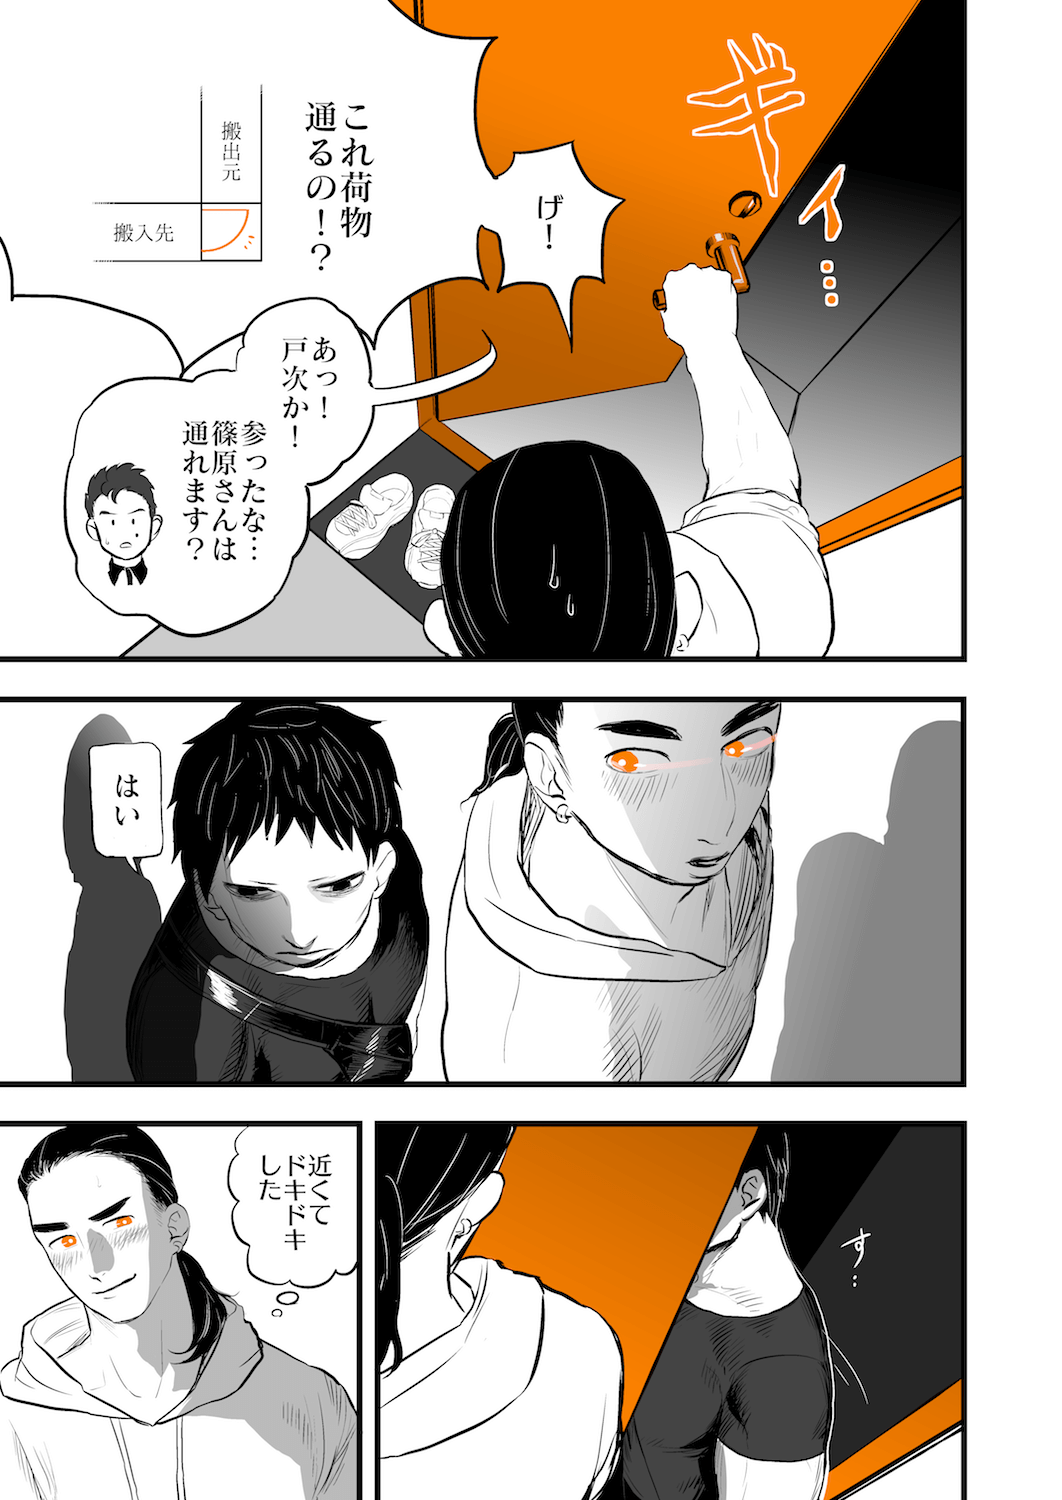 ギイ…
げ！
これ荷物
通るの！？
搬出元
搬入先
あっ！
戸次か！
参ったな…
篠原さんは
通れます？
はい
す…
近くて
ドキドキ
した